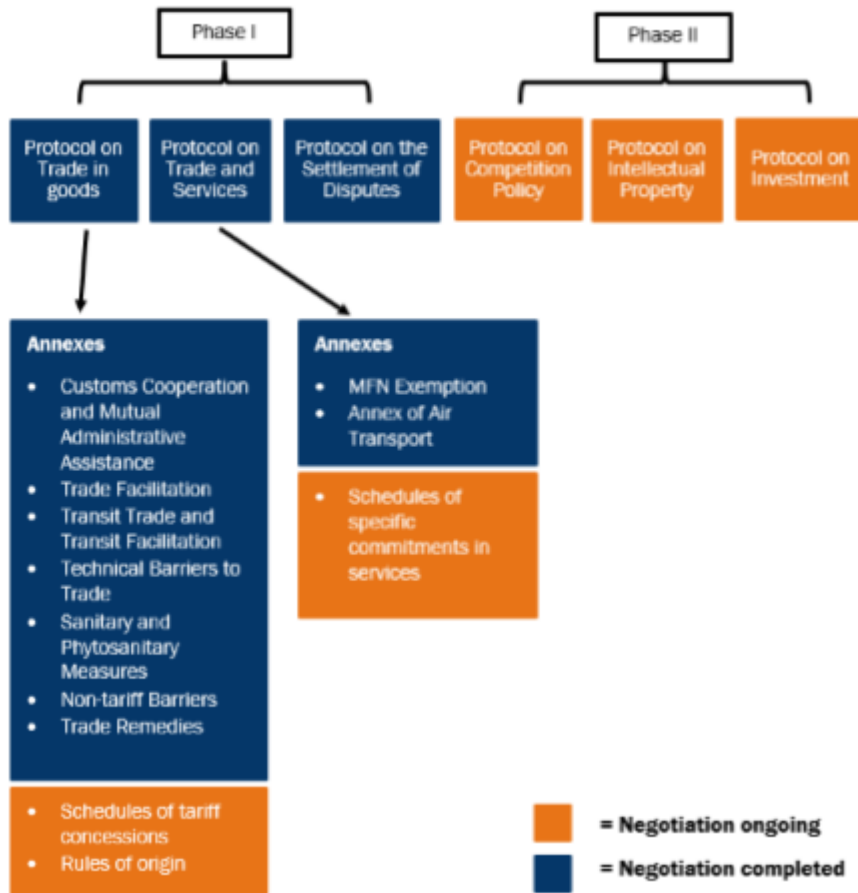 Phase I
Phase II
Protocol on
Trade in
goods
Protocol on
Trade and
Services
Protocol on the
Settlement of
Disputes
Protocol on
Competition
Policy
Protocol on
Intellectual
Property
Protocol on
Investment
Annexes
• Customs Cooperation
and Mutual
Administrative
Assistance
• Trade Facilitation
• Transit Trade and
Transit Facilitation
• Technical Barriers to
Trade
• Sanitary and
Phytosanitary
Measures
• Non-tariff Barriers
• Trade Remedies
• Schedules of tariff
concessions
• Rules of origin
Annexes
• MFN Exemption
• Annex of Air
Transport
• Schedules of
specific
commitments in
services
= Negotiation ongoing
= Negotiation completed